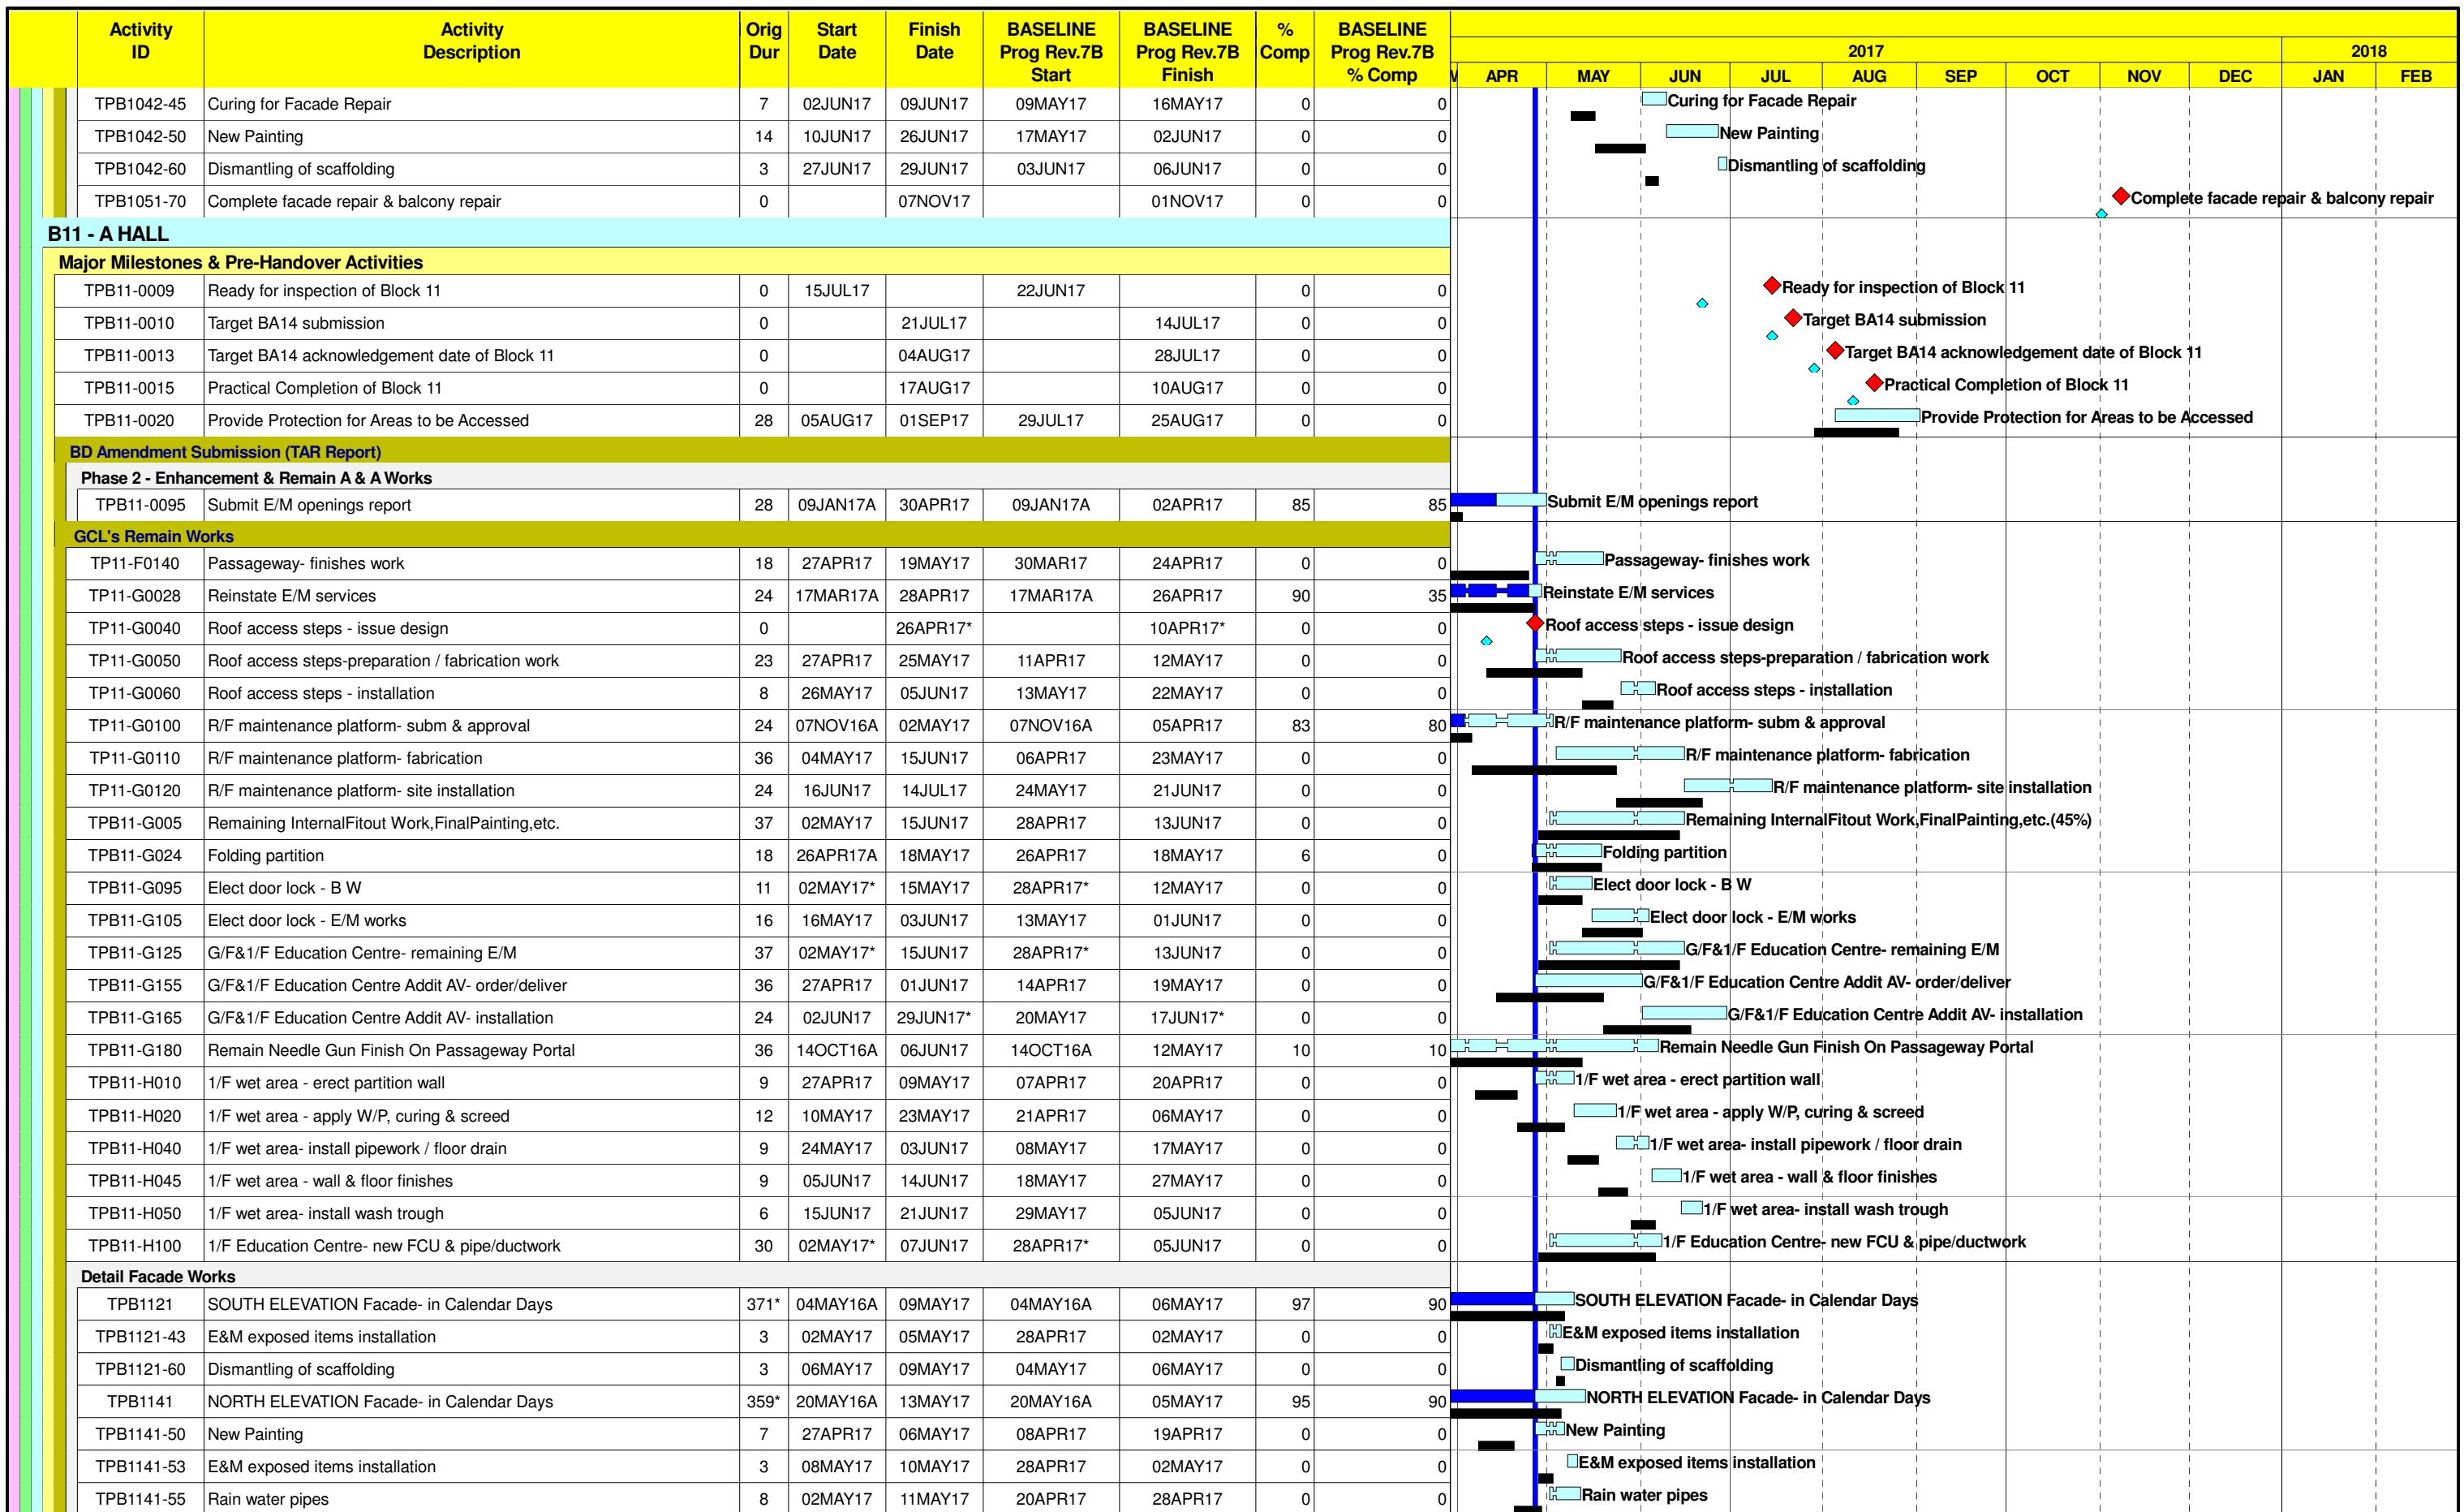 Activity ID | Activity Description | Orig Dur | Start Date | Finish Date | BASELINE Prog Rev.7B Start | BASELINE Prog Rev.7B Finish | % Comp | BASELINE Prog Rev.7B % Comp
2017 2018
APR MAY JUN JUL AUG SEP OCT NOV DEC JAN FEB
TPB1042-45 Curing for Facade Repair 7 02JUN17 09JUN17 09MAY17 16MAY17 0 0 Curing for Facade Repair
TPB1042-50 New Painting 14 10JUN17 26JUN17 17MAY17 02JUN17 0 0 New Painting
TPB1042-60 Dismantling of scaffolding 3 27JUN17 29JUN17 03JUN17 06JUN17 0 0 Dismantling of scaffolding
TPB1051-70 Complete facade repair & balcony repair 0 07NOV17 01NOV17 0 0 Complete facade repair & balcony repair
B11 - A HALL
Major Milestones & Pre-Handover Activities
TPB11-0009 Ready for inspection of Block 11 0 15JUL17 22JUN17 0 0 Ready for inspection of Block 11
TPB11-0010 Target BA14 submission 0 21JUL17 14JUL17 0 0 Target BA14 submission
TPB11-0013 Target BA14 acknowledgement date of Block 11 0 04AUG17 28JUL17 0 0 Target BA14 acknowledgement date of Block 11
TPB11-0015 Practical Completion of Block 11 0 17AUG17 10AUG17 0 0 Practical Completion of Block 11
TPB11-0020 Provide Protection for Areas to be Accessed 28 05AUG17 01SEP17 29JUL17 25AUG17 0 0 Provide Protection for Areas to be Accessed
BD Amendment Submission (TAR Report)
Phase 2 - Enhancement & Remain A & A Works
TPB11-0095 Submit E/M openings report 28 09JAN17A 30APR17 09JAN17A 02APR17 85 85 Submit E/M openings report
GCL's Remain Works
TP11-F0140 Passageway- finishes work 18 27APR17 19MAY17 30MAR17 24APR17 0 0 Passageway- finishes work
TP11-G0028 Reinstate E/M services 24 17MAR17A 28APR17 17MAR17A 26APR17 90 35 Reinstate E/M services
TP11-G0040 Roof access steps - issue design 0 26APR17* 10APR17* 0 0 Roof access steps - issue design
TP11-G0050 Roof access steps-preparation / fabrication work 23 27APR17 25MAY17 11APR17 12MAY17 0 0 Roof access steps-preparation / fabrication work
TP11-G0060 Roof access steps - installation 8 26MAY17 05JUN17 13MAY17 22MAY17 0 0 Roof access steps - installation
TP11-G0100 R/F maintenance platform- subm & approval 24 07NOV16A 02MAY17 07NOV16A 05APR17 83 80 R/F maintenance platform- subm & approval
TP11-G0110 R/F maintenance platform- fabrication 36 04MAY17 15JUN17 06APR17 23MAY17 0 0 R/F maintenance platform- fabrication
TP11-G0120 R/F maintenance platform- site installation 24 16JUN17 14JUL17 24MAY17 21JUN17 0 0 R/F maintenance platform- site installation
TPB11-G005 Remaining InternalFitout Work,FinalPainting,etc. 37 02MAY17 15JUN17 28APR17 13JUN17 0 0 Remaining InternalFitout Work,FinalPainting,etc.(45%)
TPB11-G024 Folding partition 18 26APR17A 18MAY17 26APR17 18MAY17 6 0 Folding partition
TPB11-G095 Elect door lock - B W 11 02MAY17* 15MAY17 28APR17* 12MAY17 0 0 Elect door lock - B W
TPB11-G105 Elect door lock - E/M works 16 16MAY17 03JUN17 13MAY17 01JUN17 0 0 Elect door lock - E/M works
TPB11-G125 G/F&1/F Education Centre- remaining E/M 37 02MAY17* 15JUN17 28APR17* 13JUN17 0 0 G/F&1/F Education Centre- remaining E/M
TPB11-G155 G/F&1/F Education Centre Addit AV- order/deliver 36 27APR17 01JUN17 14APR17 19MAY17 0 0 G/F&1/F Education Centre Addit AV- order/deliver
TPB11-G165 G/F&1/F Education Centre Addit AV- installation 24 02JUN17 29JUN17* 20MAY17 17JUN17* 0 0 G/F&1/F Education Centre Addit AV- installation
TPB11-G180 Remain Needle Gun Finish On Passageway Portal 36 14OCT16A 06JUN17 14OCT16A 12MAY17 10 10 Remain Needle Gun Finish On Passageway Portal
TPB11-H010 1/F wet area - erect partition wall 9 27APR17 09MAY17 07APR17 20APR17 0 0 1/F wet area - erect partition wall
TPB11-H020 1/F wet area - apply W/P, curing & screed 12 10MAY17 23MAY17 21APR17 06MAY17 0 0 1/F wet area - apply W/P, curing & screed
TPB11-H040 1/F wet area- install pipework / floor drain 9 24MAY17 03JUN17 08MAY17 17MAY17 0 0 1/F wet area- install pipework / floor drain
TPB11-H045 1/F wet area - wall & floor finishes 9 05JUN17 14JUN17 18MAY17 27MAY17 0 0 1/F wet area - wall & floor finishes
TPB11-H050 1/F wet area- install wash trough 6 15JUN17 21JUN17 29MAY17 05JUN17 0 0 1/F wet area- install wash trough
TPB11-H100 1/F Education Centre- new FCU & pipe/ductwork 30 02MAY17* 07JUN17 28APR17* 05JUN17 0 0 1/F Education Centre- new FCU & pipe/ductwork
Detail Facade Works
TPB1121 SOUTH ELEVATION Facade- in Calendar Days 371* 04MAY16A 09MAY17 04MAY16A 06MAY17 97 90 SOUTH ELEVATION Facade- in Calendar Days
TPB1121-43 E&M exposed items installation 3 02MAY17 05MAY17 28APR17 02MAY17 0 0 E&M exposed items installation
TPB1121-60 Dismantling of scaffolding 3 06MAY17 09MAY17 04MAY17 06MAY17 0 0 Dismantling of scaffolding
TPB1141 NORTH ELEVATION Facade- in Calendar Days 359* 20MAY16A 13MAY17 20MAY16A 05MAY17 95 90 NORTH ELEVATION Facade- in Calendar Days
TPB1141-50 New Painting 7 27APR17 06MAY17 08APR17 19APR17 0 0 New Painting
TPB1141-53 E&M exposed items installation 3 08MAY17 10MAY17 28APR17 02MAY17 0 0 E&M exposed items installation
TPB1141-55 Rain water pipes 8 02MAY17 11MAY17 20APR17 28APR17 0 0 Rain water pipes